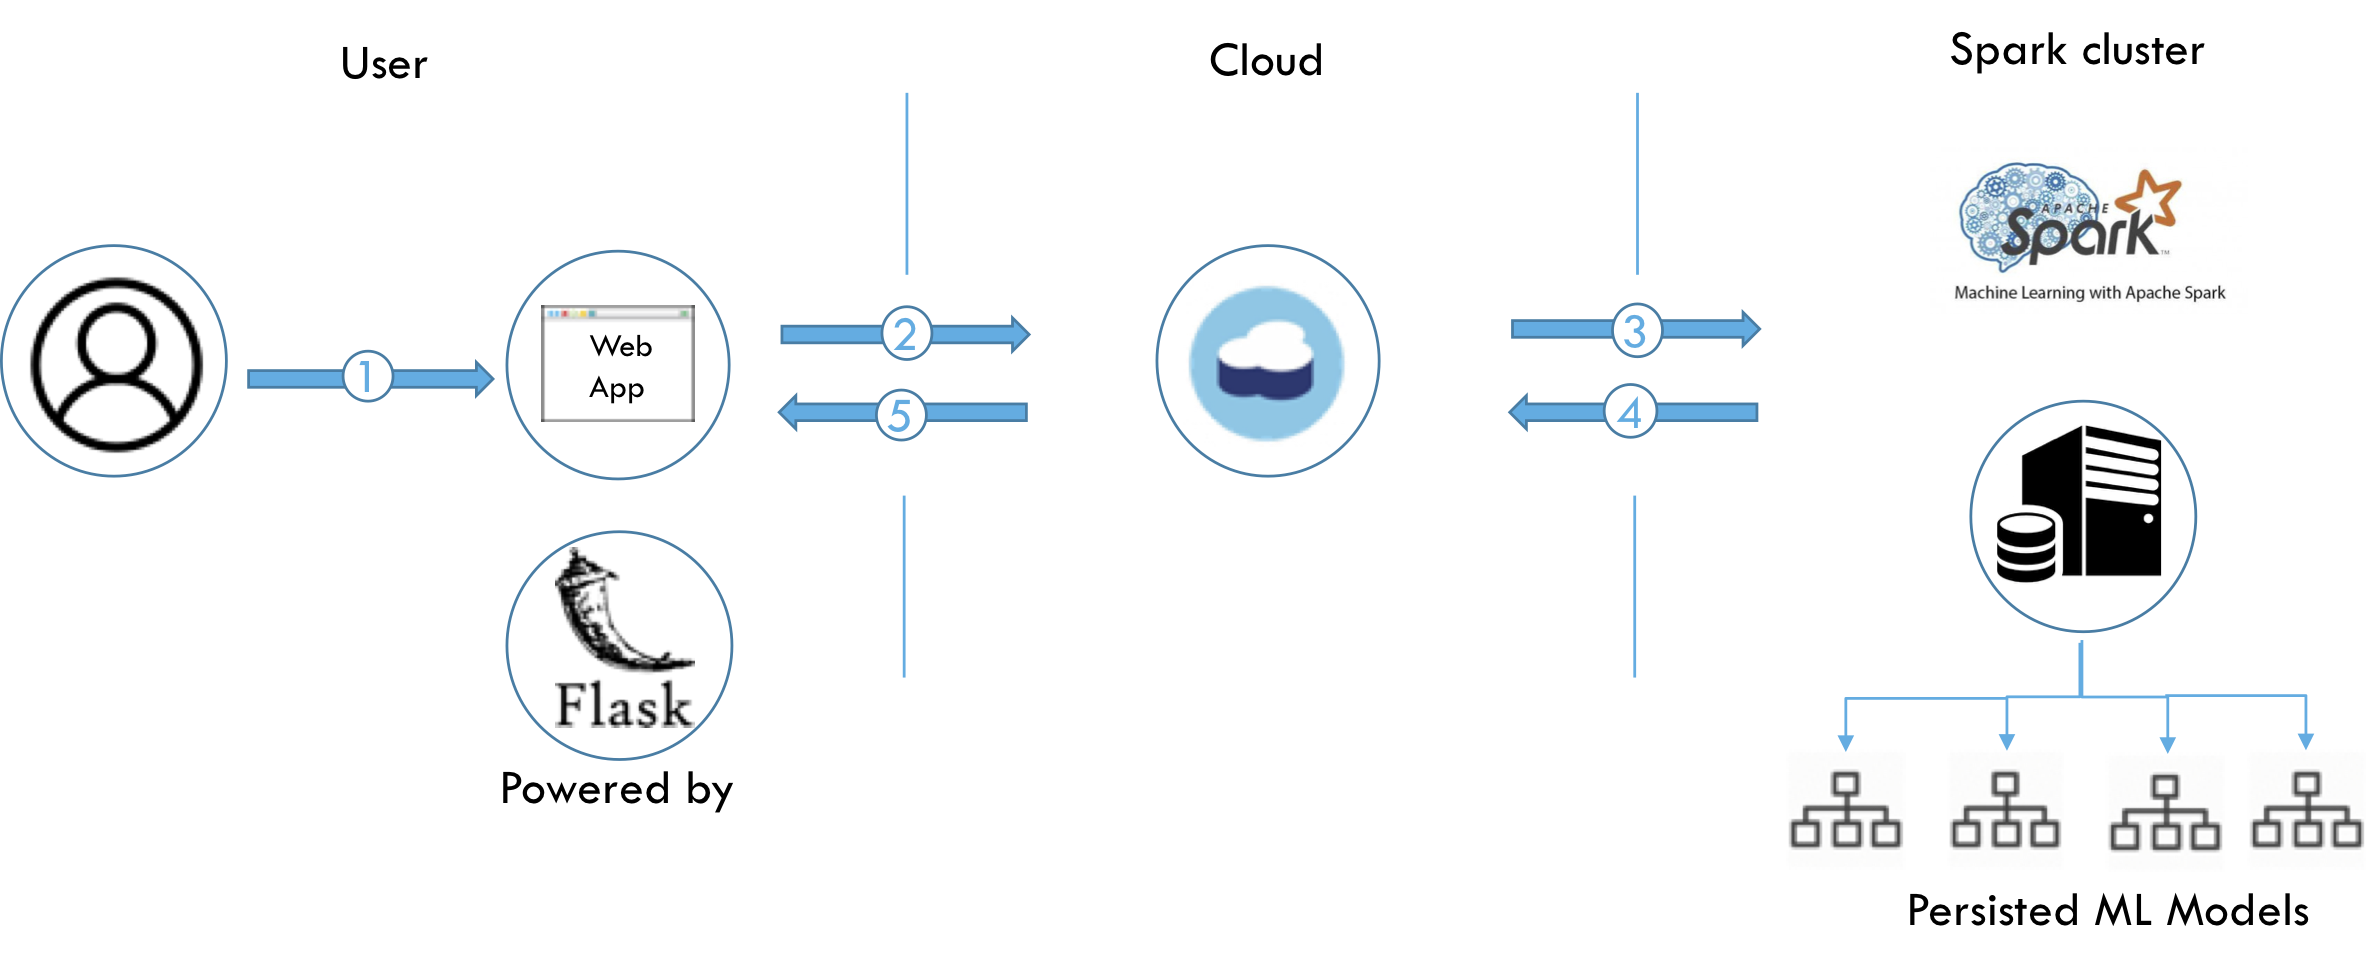 User
Cloud
Spark cluster
APACHE
Spark™
Machine Learning with Apache Spark
1
Web
App
2
5
3
4
Flask
Powered by
Persisted ML Models